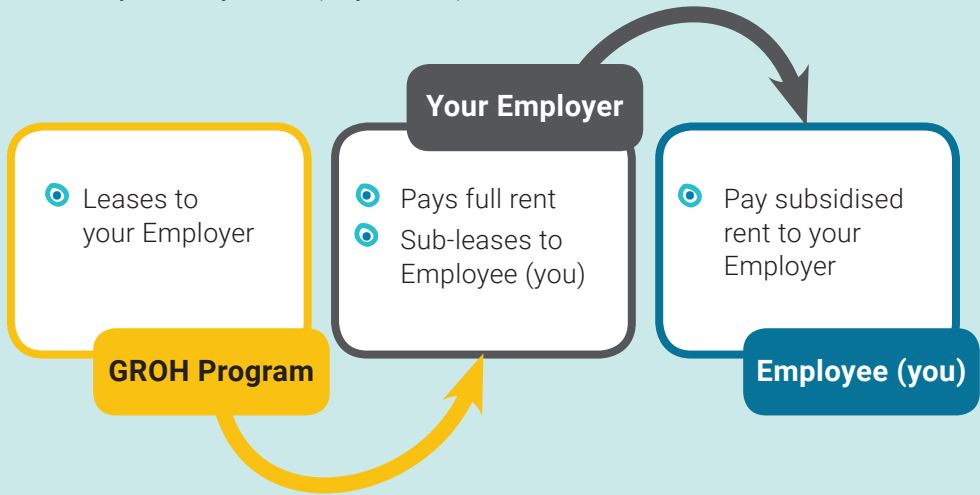 Your Employer
Leases to
your Employer
GROH Program
Pays full rent
Sub-leases to
Employee (you)
Pay subsidised
rent to your
Employer
Employee (you)